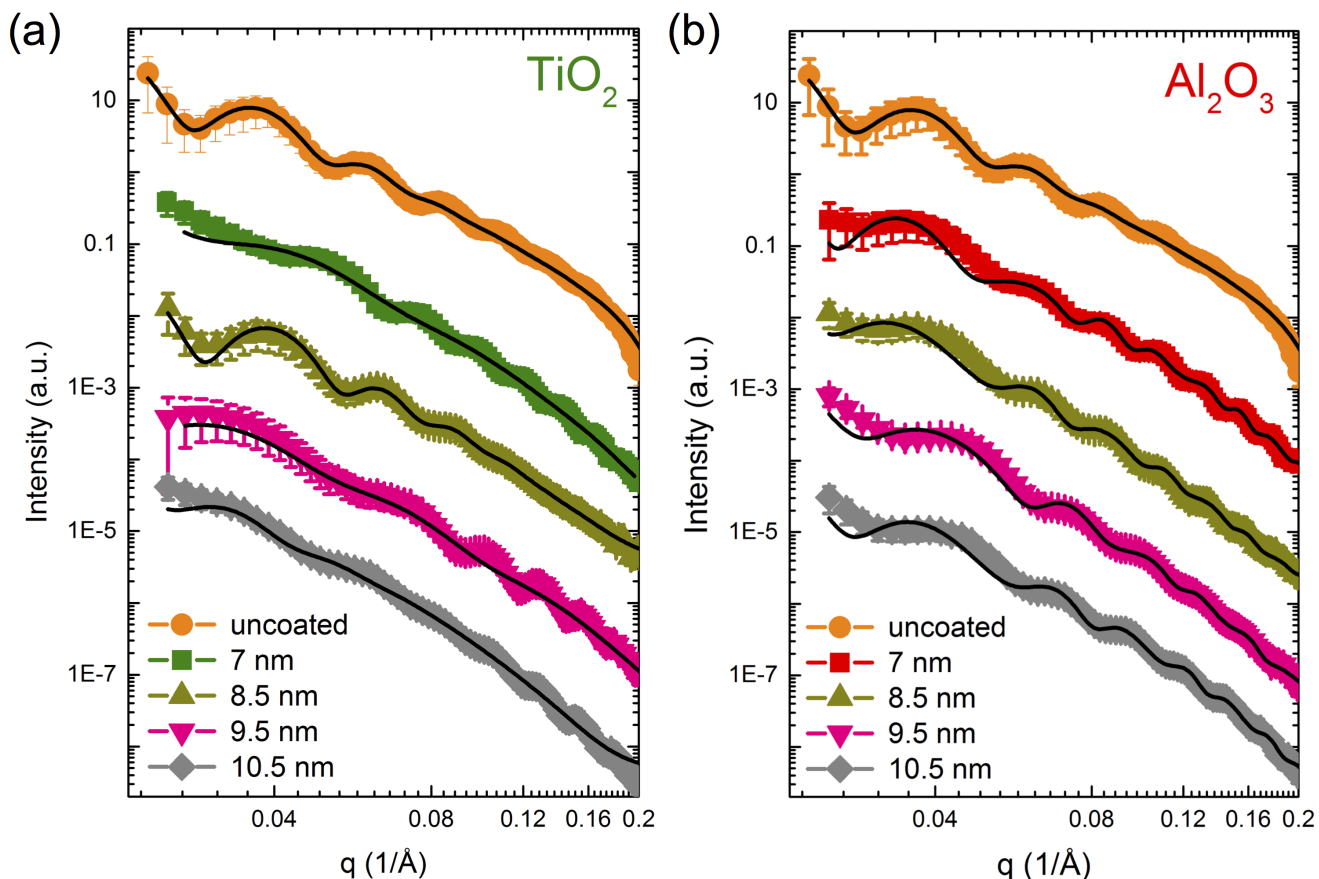 (a)
TiO₂
10
0.1
1E-3
1E-5
1E-7
Intensity (a.u.)
uncoated
7 nm
8.5 nm
9.5 nm
10.5 nm
0.04
0.08
0.12
0.16
0.2
q (1/Å)
(b)
Al₂O₃
10
0.1
1E-3
1E-5
1E-7
Intensity (a.u.)
uncoated
7 nm
8.5 nm
9.5 nm
10.5 nm
0.04
0.08
0.12
0.16
0.2
q (1/Å)